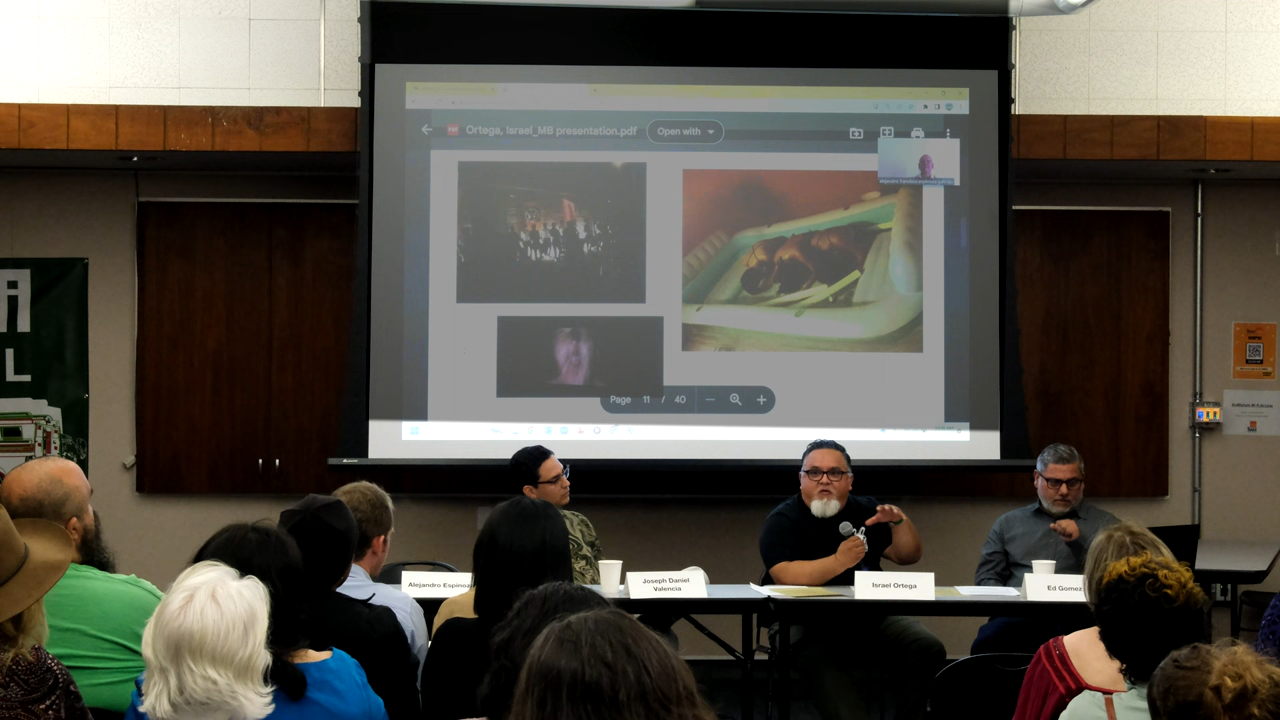 Ortega, Israel_MB presentation.pdf
Open with
Page 11 / 40
L
Alejandro Espinoza
Joseph Daniel
Valencia
Israel Ortega
Ed Gomez